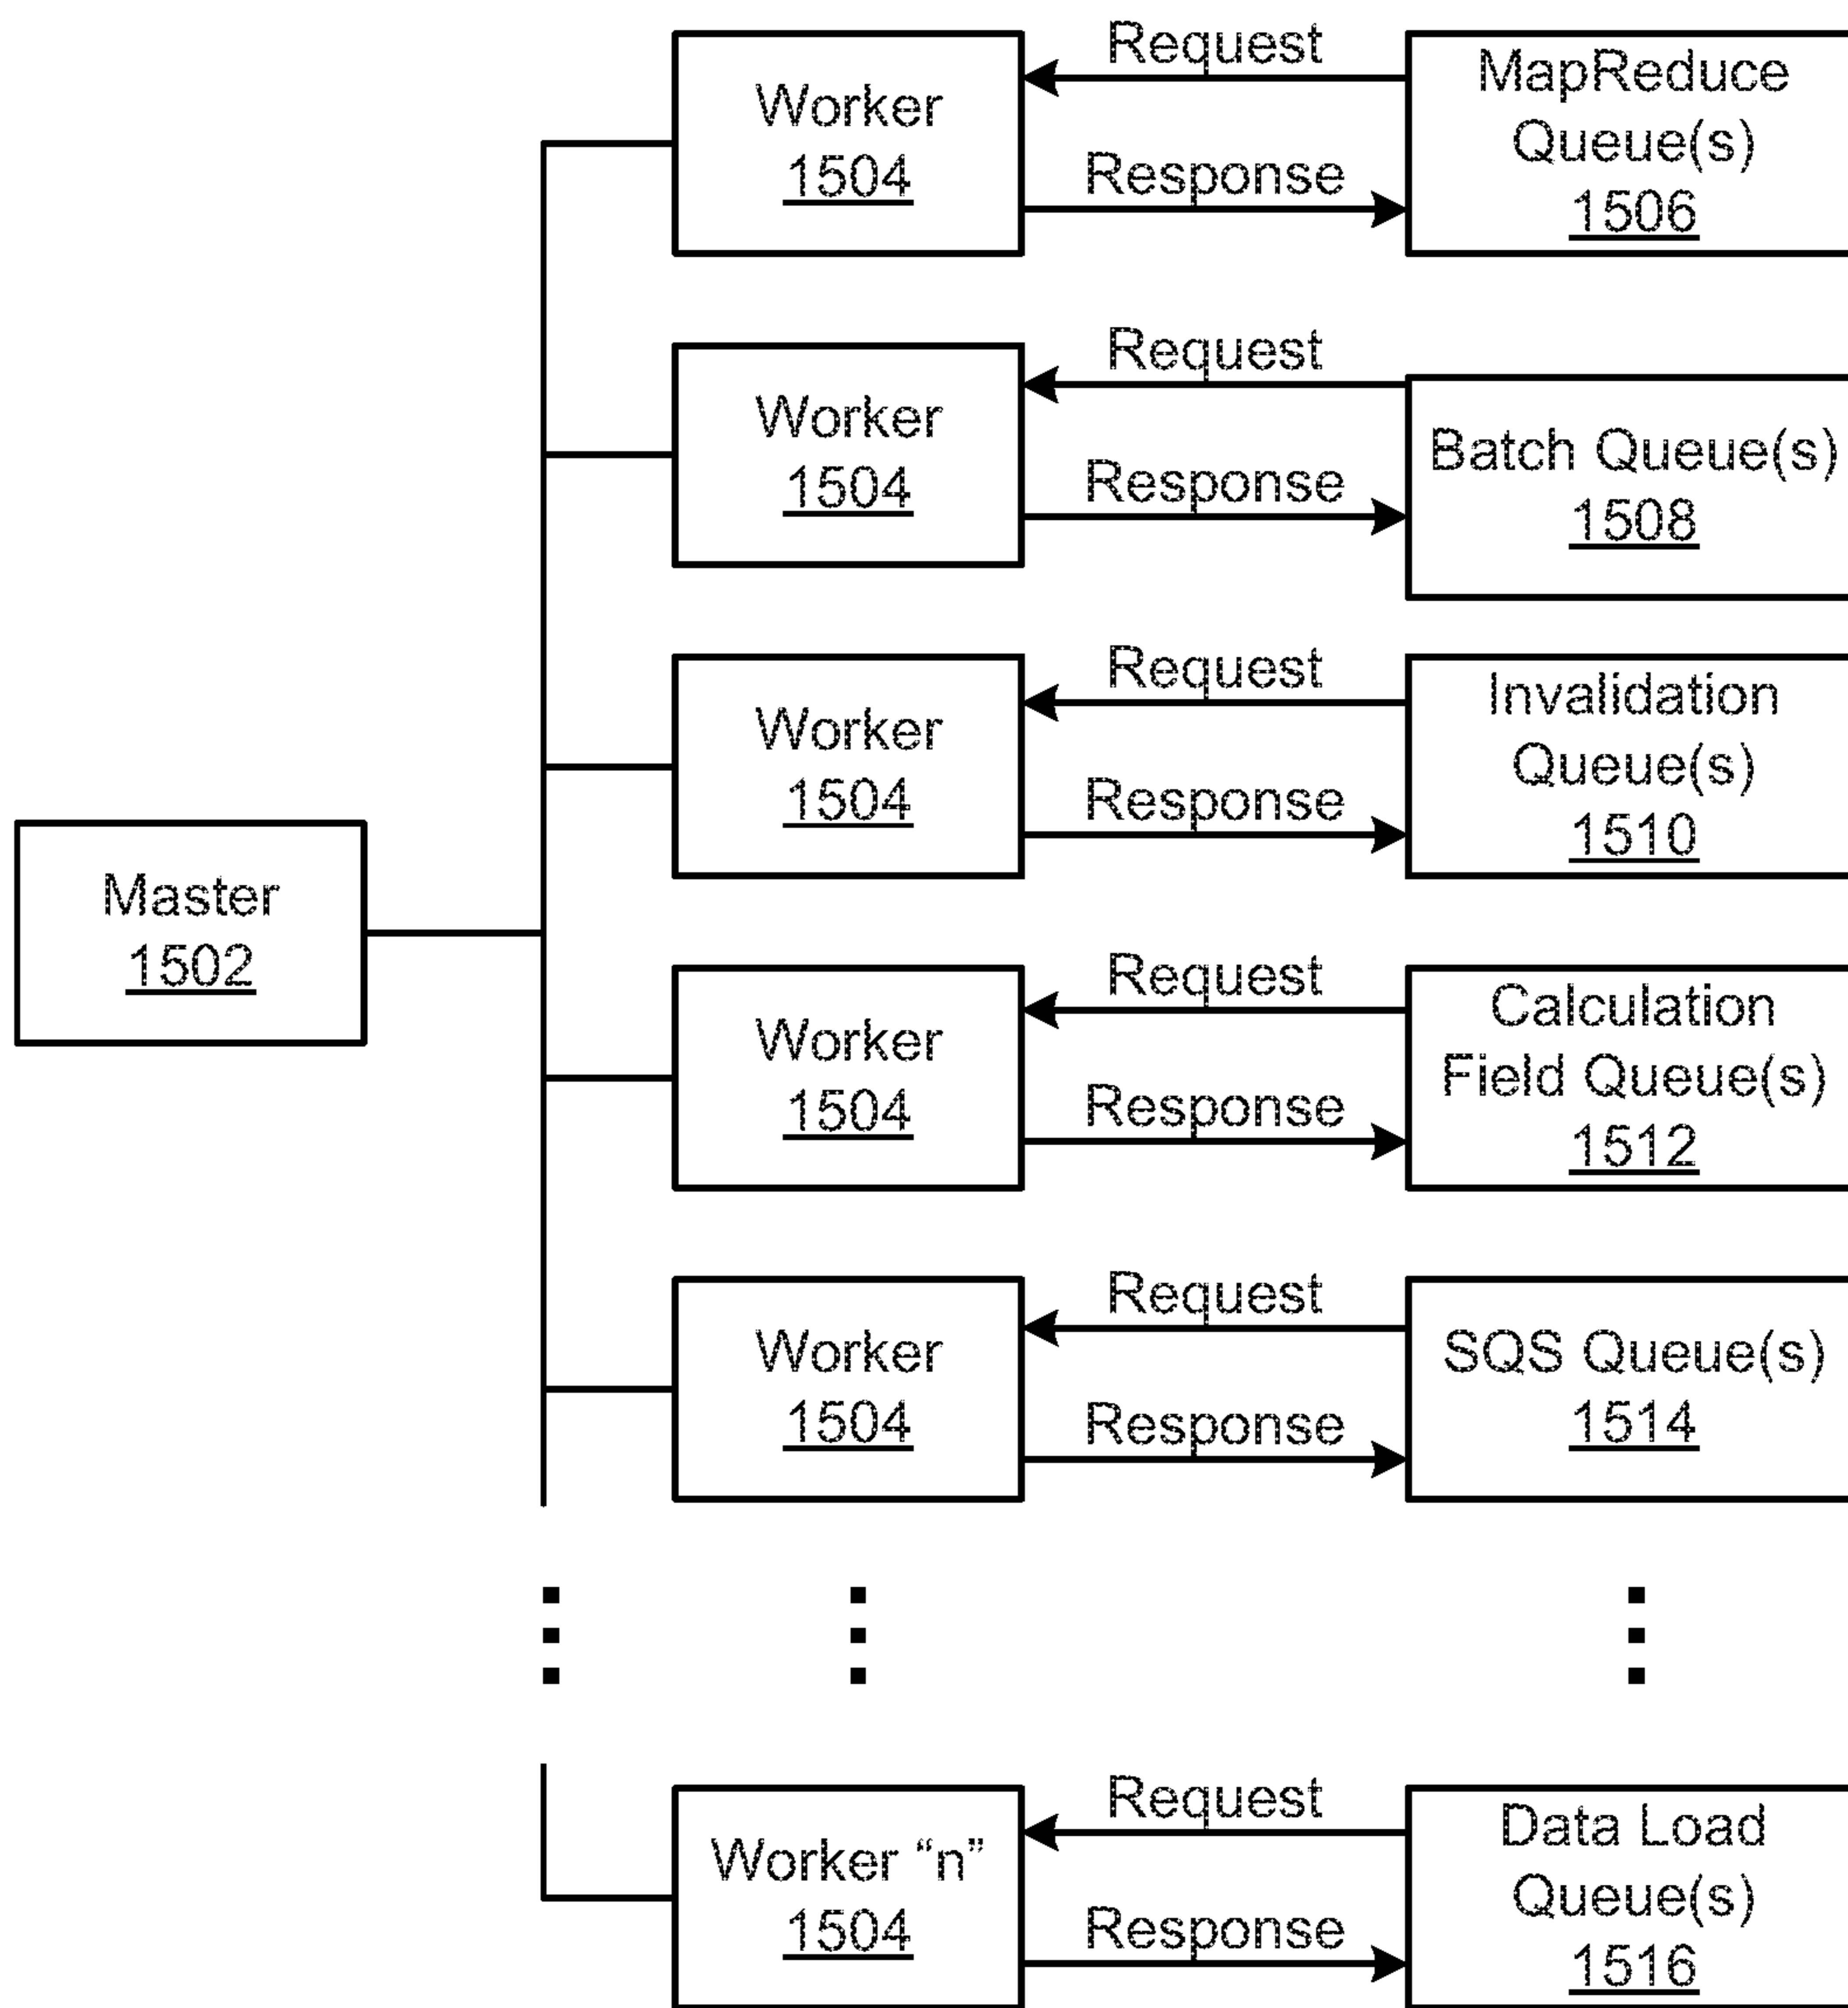 Worker
1504
Request
Response
MapReduce
Queue(s)
1506
Worker
1504
Request
Response
Batch Queue(s)
1508
Worker
1504
Request
Response
Invalidation
Queue(s)
1510
Master
1502
Worker
1504
Request
Response
Calculation
Field Queue(s)
1512
Worker
1504
Request
Response
SQS Queue(s)
1514
Worker “n”
1504
Request
Response
Data Load
Queue(s)
1516